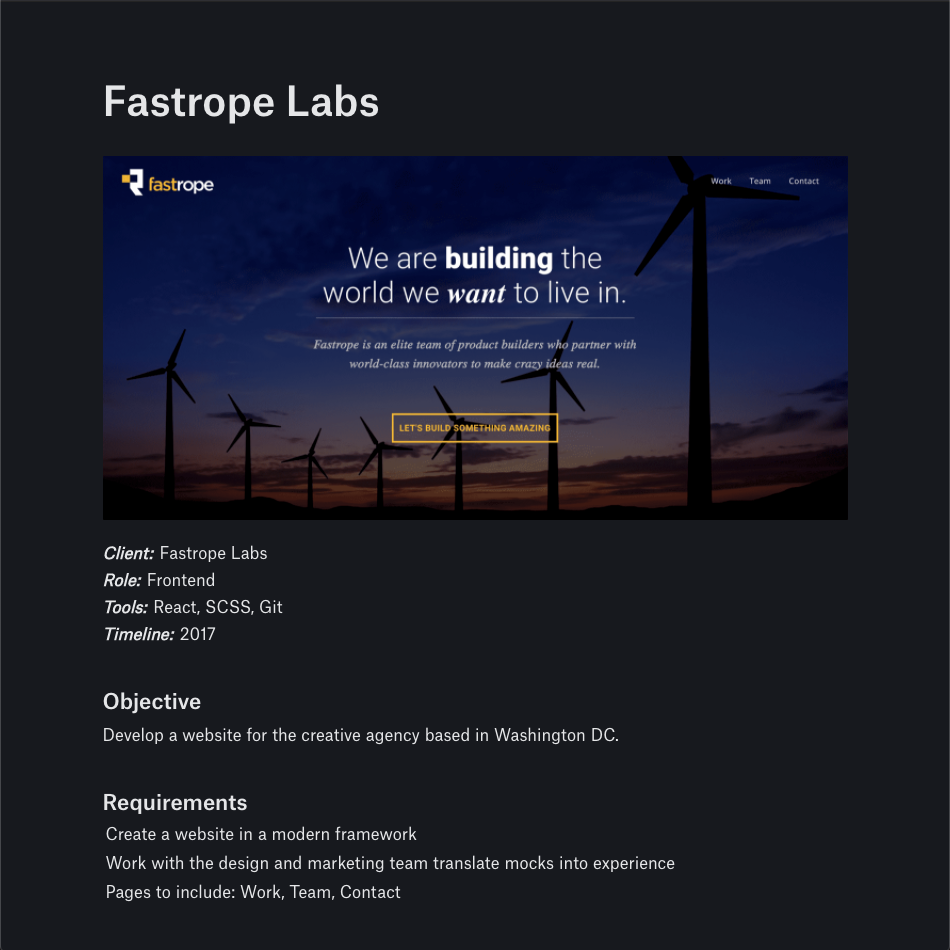 Fastrope Labs
fastrope
Work Team Contact
We are building the
world we want to live in.
Fastrope is an elite team of product builders who partner with
world-class innovators to make crazy ideas real.
LET'S BUILD SOMETHING AMAZING
Client: Fastrope Labs
Role: Frontend
Tools: React, SCSS, Git
Timeline: 2017
Objective
Develop a website for the creative agency based in Washington DC.
Requirements
Create a website in a modern framework
Work with the design and marketing team translate mocks into experience
Pages to include: Work, Team, Contact